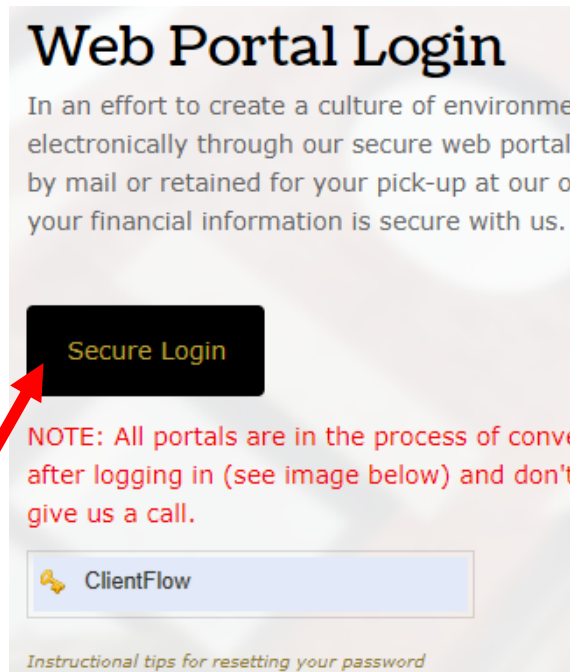 Web Portal Login
In an effort to create a culture of environme
electronically through our secure web portal
by mail or retained for your pick-up at our o
your financial information is secure with us.
Secure Login
NOTE: All portals are in the process of conve
after logging in (see image below) and don't
give us a call.
ClientFlow
Instructional tips for resetting your password